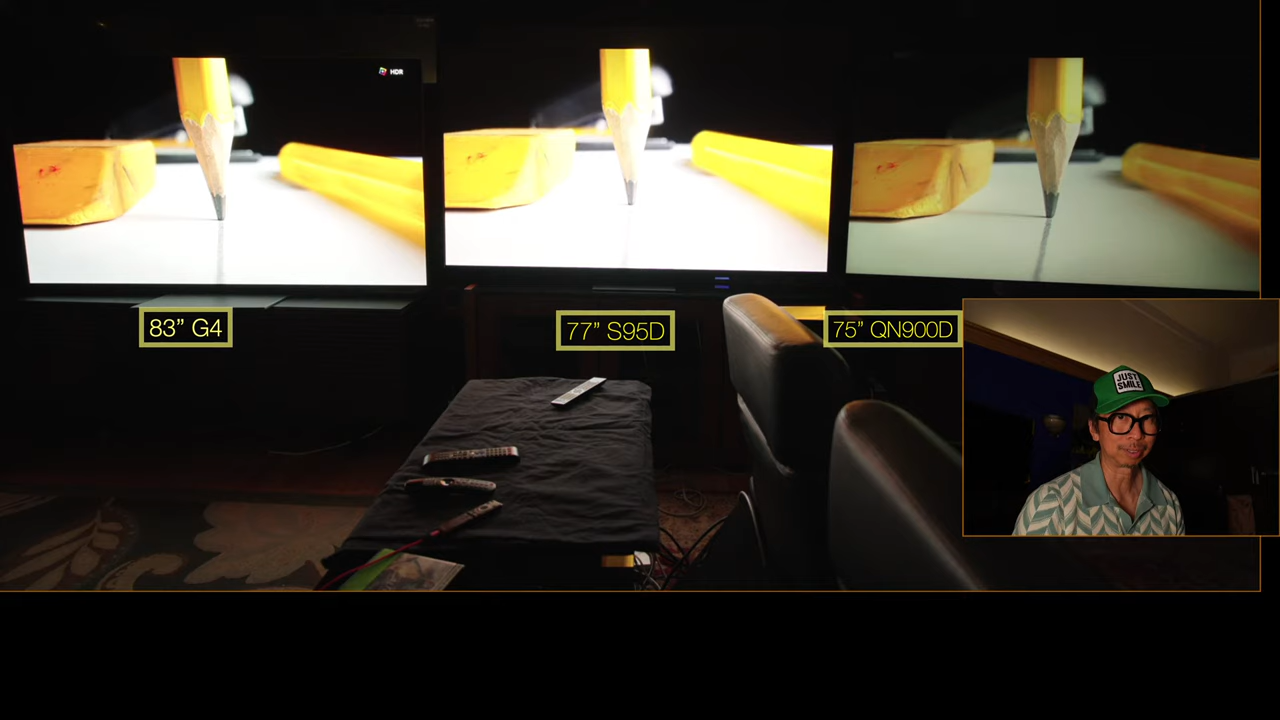 HDR
83” G4
77” S95D
75” QN900D
JUST
SMILE